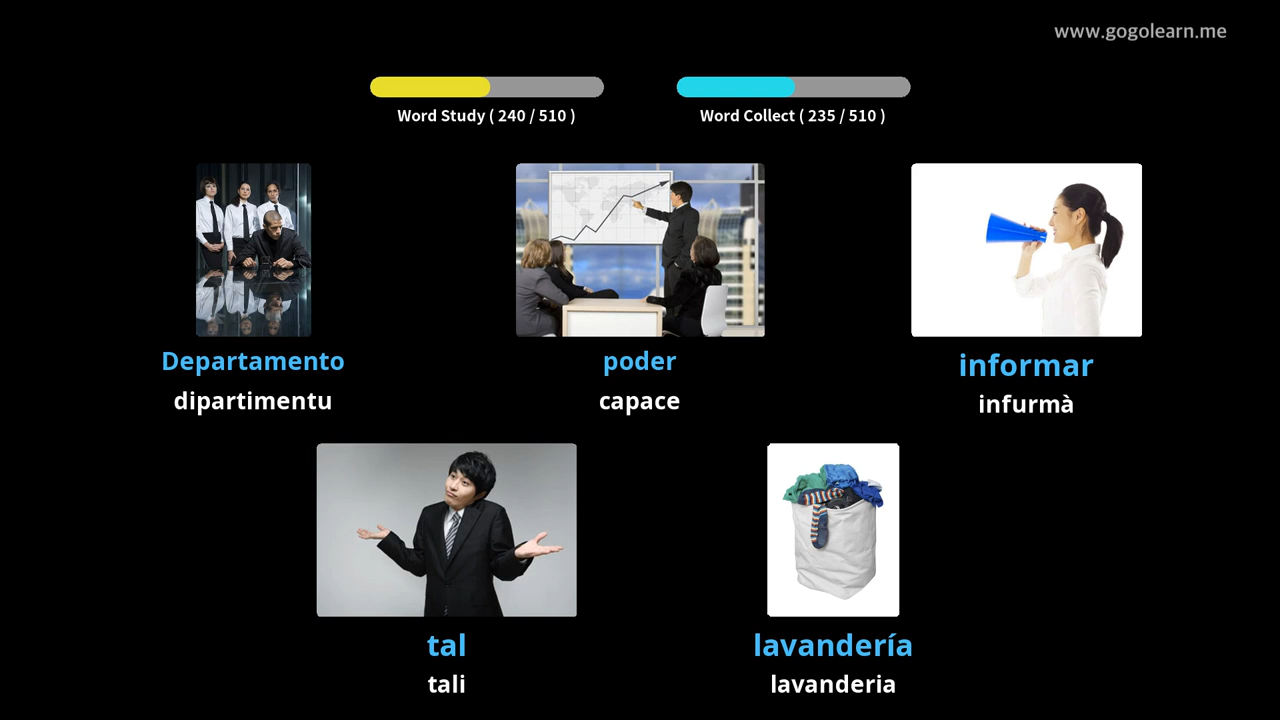 www.gogolearn.me
Word Study ( 240 / 510 )
Word Collect ( 235 / 510 )
Departamento
dipartimentu
poder
capace
informar
infurmà
tal
tali
lavandería
lavanderia